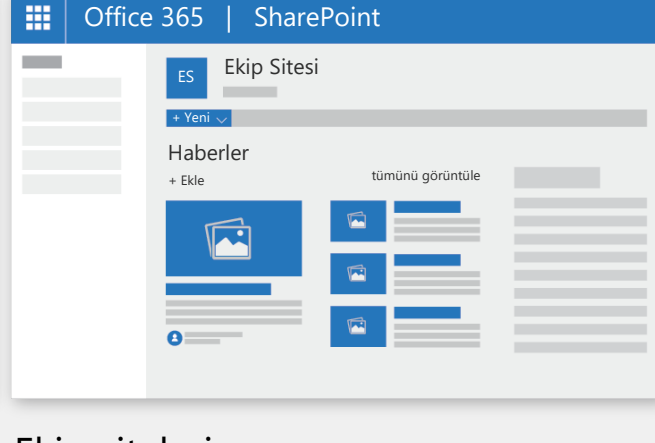 Office 365 | SharePoint
ES
Ekip Sitesi
+ Yeni
Haberler
+ Ekle
tümünü görüntüle